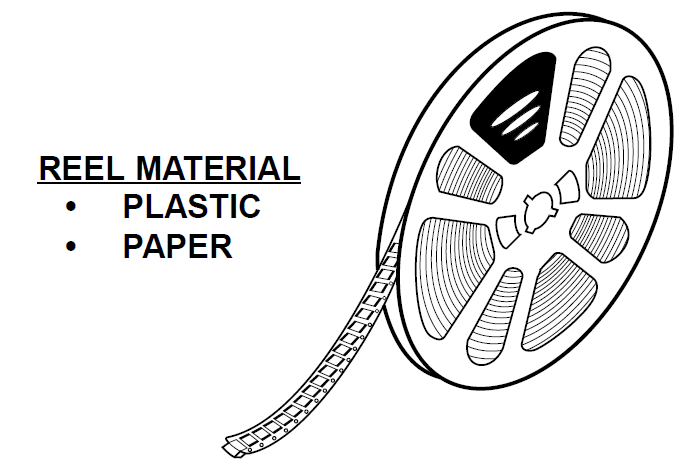 REEL MATERIAL
• PLASTIC
• PAPER